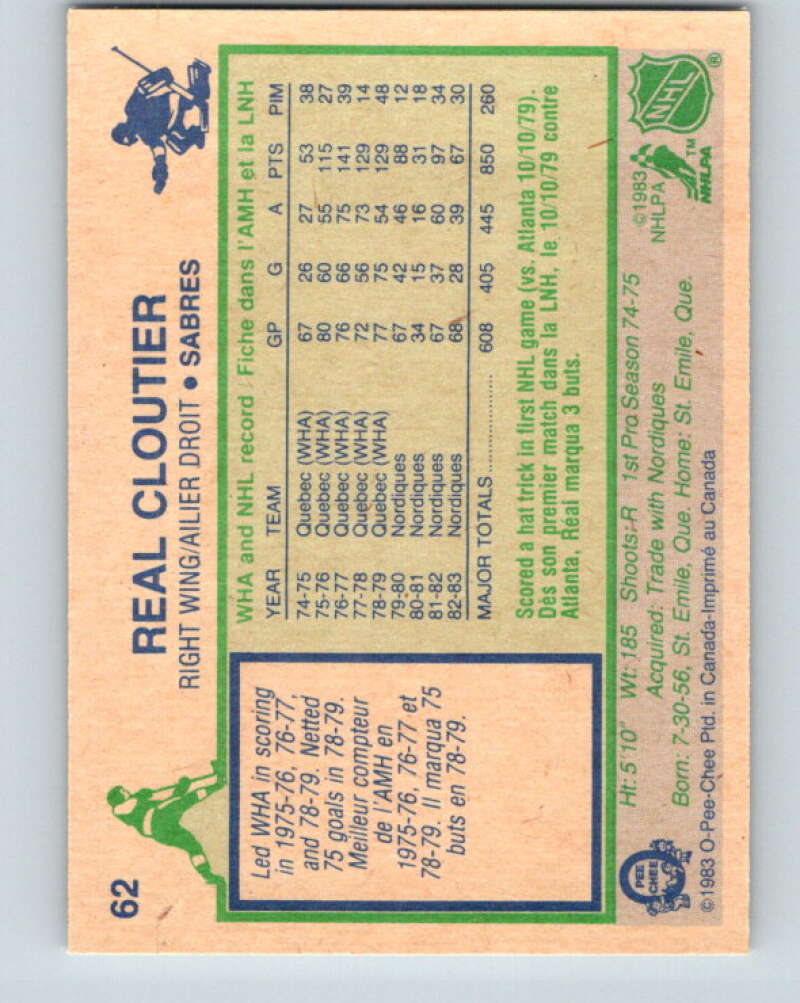 62
REAL CLOUTIER
RIGHT WING/AILIER DROIT • SABRES
Led WHA in scoring
in 1975-76, 76-77,
and 78-79. Netted
75 goals in 78-79.
Meilleur compteur
de l'AMH en
1975-76, 76-77 et
78-79. Il marqua 75
buts en 78-79.
WHA and NHL record / Fiche dans l'AMH et la LNH
YEAR TEAM GP G A PTS PIM
74-75 Quebec (WHA) 67 26 27 53 38
75-76 Quebec (WHA) 80 60 55 115 27
76-77 Quebec (WHA) 76 66 75 141 39
77-78 Quebec (WHA) 72 56 73 129 14
78-79 Quebec (WHA) 77 75 54 129 48
79-80 Nordiques 67 42 46 88 12
80-81 Nordiques 34 15 16 31 18
81-82 Nordiques 67 37 60 97 34
82-83 Nordiques 68 28 39 67 30
MAJOR TOTALS.................. 608 405 445 850 260
Scored a hat trick in first NHL game (vs. Atlanta 10/10/79).
Dès son premier match dans la LNH, le 10/10/79 contre
Atlanta, Réal marqua 3 buts.
Ht: 5'10" Wt: 185 Shoots: R 1st Pro Season 74-75
Acquired: Trade with Nordiques
Born: 7-30-56, St. Emile, Que. Home: St. Emile, Que.
©1983 O-Pee-Chee Ptd. in Canada-Imprimé au Canada
O
PEE
CHEE
©1983
NHLPA
NHLPA
TM
NHL
®